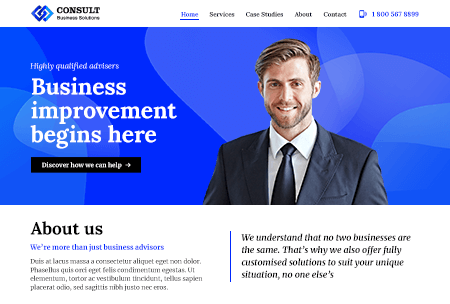 CONSULT
Business Solutions
Home Services Case Studies About Contact 1 800 567 8899
Highly qualified advisers
Business
improvement
begins here
Discover how we can help →
About us
We're more than just business advisors
Duis at lacus massa a consectetur aliquet eget non dolor.
Phasellus quis orci eget felis condimentum egestas. Ut
elementum, tortor ac vestibulum tincidunt, tellus sapien
placerat odio, sed sagittis nibh justo nec eros.
We understand that no two businesses are
the same. That's why we also offer fully
customised solutions to suit your unique
situation, no one else's